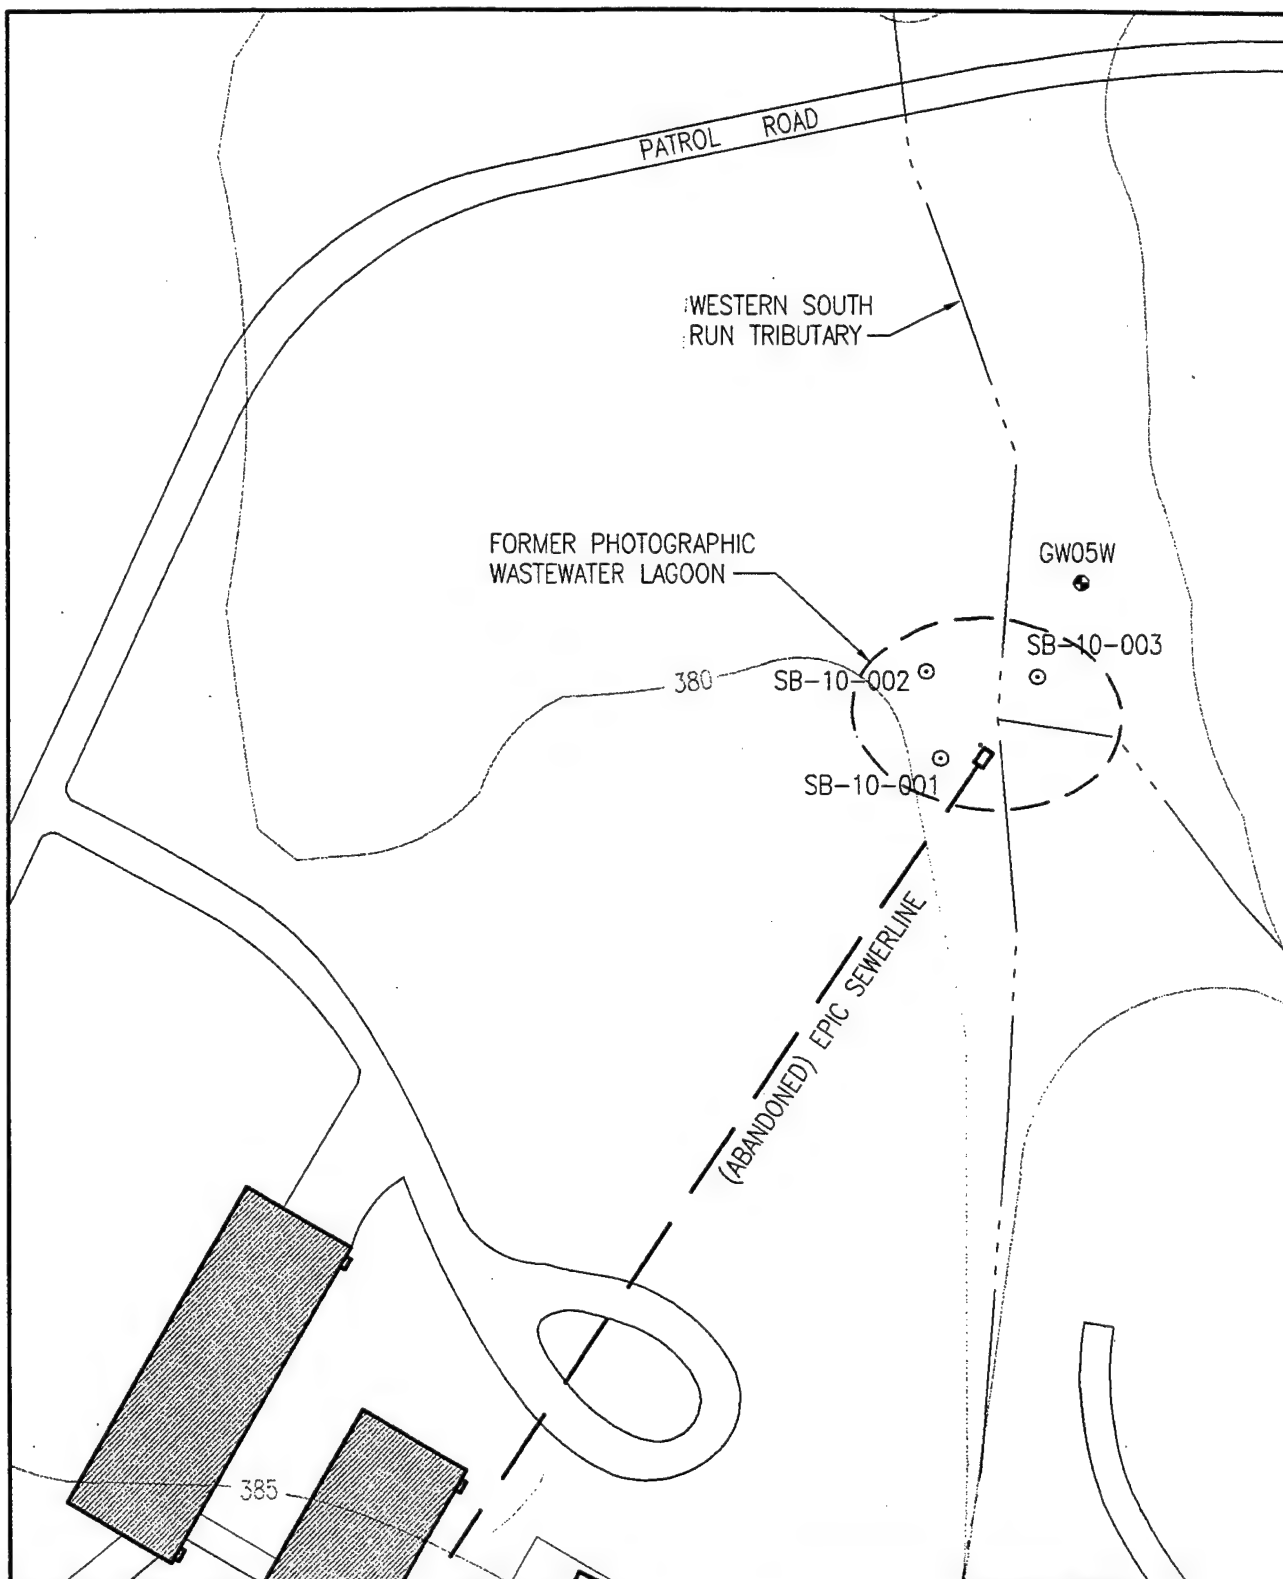 PATROL ROAD
WESTERN SOUTH
RUN TRIBUTARY
FORMER PHOTOGRAPHIC
WASTEWATER LAGOON
GW05W
SB-10-003
380
SB-10-002
SB-10-001
(ABANDONED) EPIC SEWERLINE
385